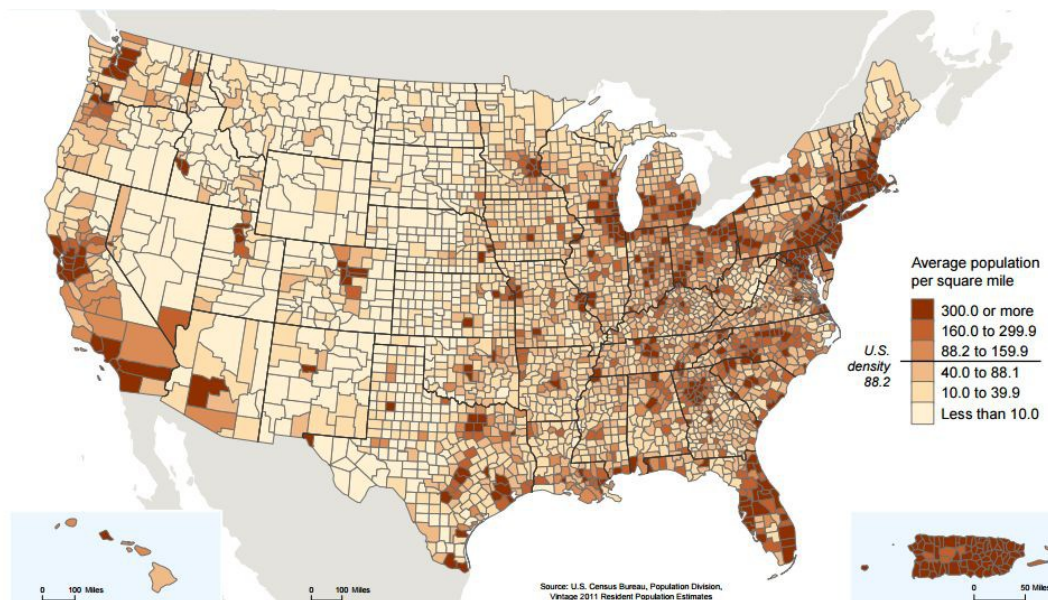 Average population
per square mile
300.0 or more
160.0 to 299.9
88.2 to 159.9
U.S.
density
88.2
40.0 to 88.1
10.0 to 39.9
Less than 10.0
0 100 Miles
0 100 Miles
Source: U.S. Census Bureau, Population Division,
Vintage 2011 Resident Population Estimates
0 50 Miles